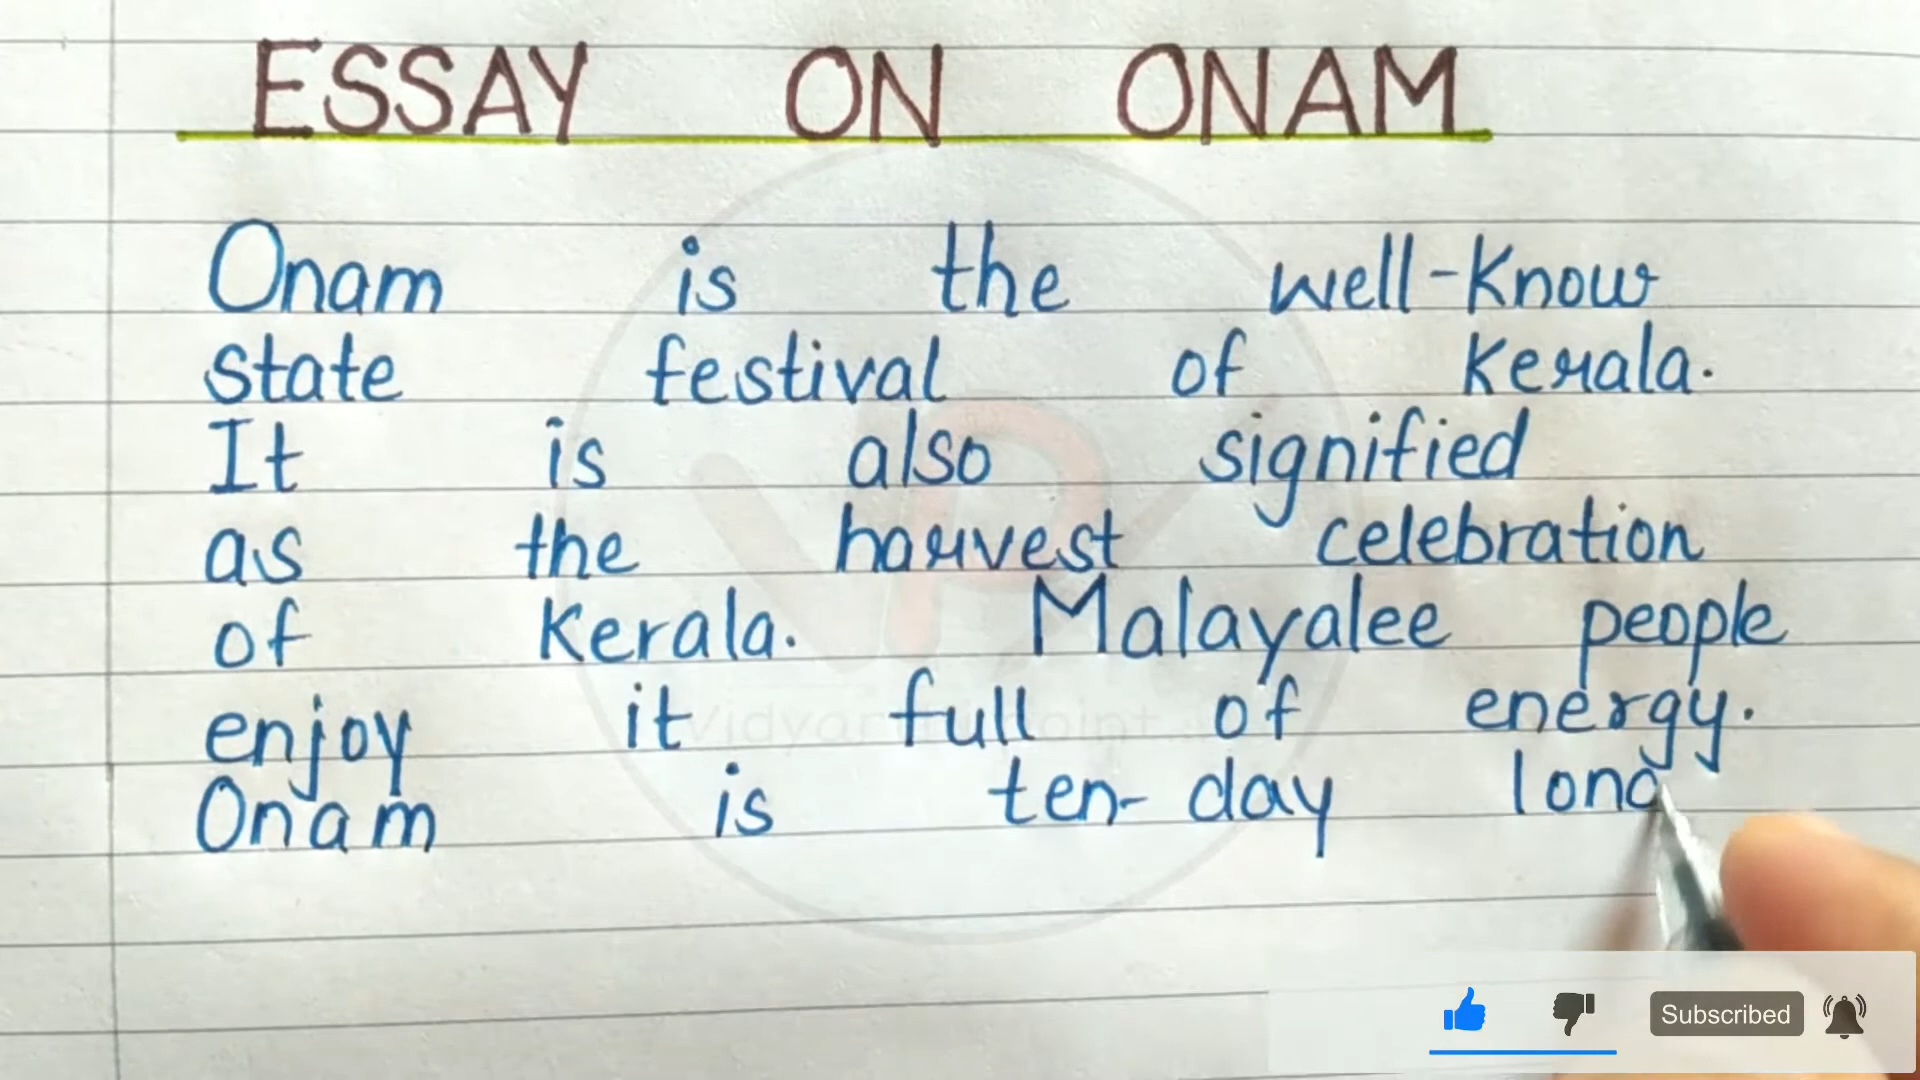 ESSAY ON ONAM
Onam is the well-know
state festival of Kerala.
It is also signified
as the harvest celebration
of Kerala. Malayalee people
enjoy it full of energy.
Onam is ten-day long
Subscribed